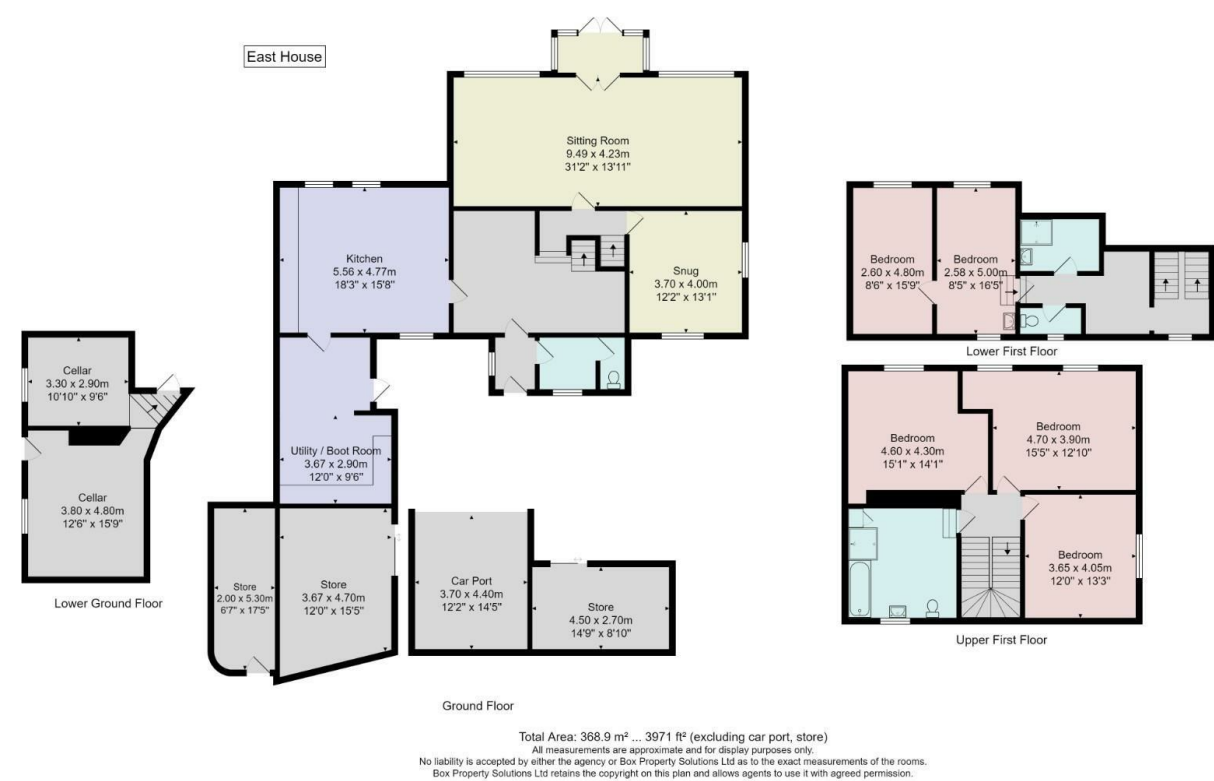 East House
Sitting Room
9.49 x 4.23m
31'2" x 13'11"
Kitchen
5.56 x 4.77m
18'3" x 15'8"
Snug
3.70 x 4.00m
12'2" x 13'1"
Utility / Boot Room
3.67 x 2.90m
12'0" x 9'6"
Store
2.00 x 5.30m
6'7" x 17'5"
Store
3.67 x 4.70m
12'0" x 15'5"
Car Port
3.70 x 4.40m
12'2" x 14'5"
Store
4.50 x 2.70m
14'9" x 8'10"
Ground Floor
Cellar
3.30 x 2.90m
10'10" x 9'6"
Cellar
3.80 x 4.80m
12'6" x 15'9"
Lower Ground Floor
Bedroom
2.60 x 4.80m
8'6" x 15'9"
Bedroom
2.58 x 5.00m
8'5" x 16'5"
Lower First Floor
Bedroom
4.60 x 4.30m
15'1" x 14'1"
Bedroom
4.70 x 3.90m
15'5" x 12'10"
Bedroom
3.65 x 4.05m
12'0" x 13'3"
Upper First Floor
Total Area: 368.9 m² ... 3971 ft² (excluding car port, store)
All measurements are approximate and for display purposes only.
No liability is accepted by either the agency or Box Property Solutions Ltd as to the exact measurements of the rooms.
Box Property Solutions Ltd retains the copyright on this plan and allows agents to use it with agreed permission.